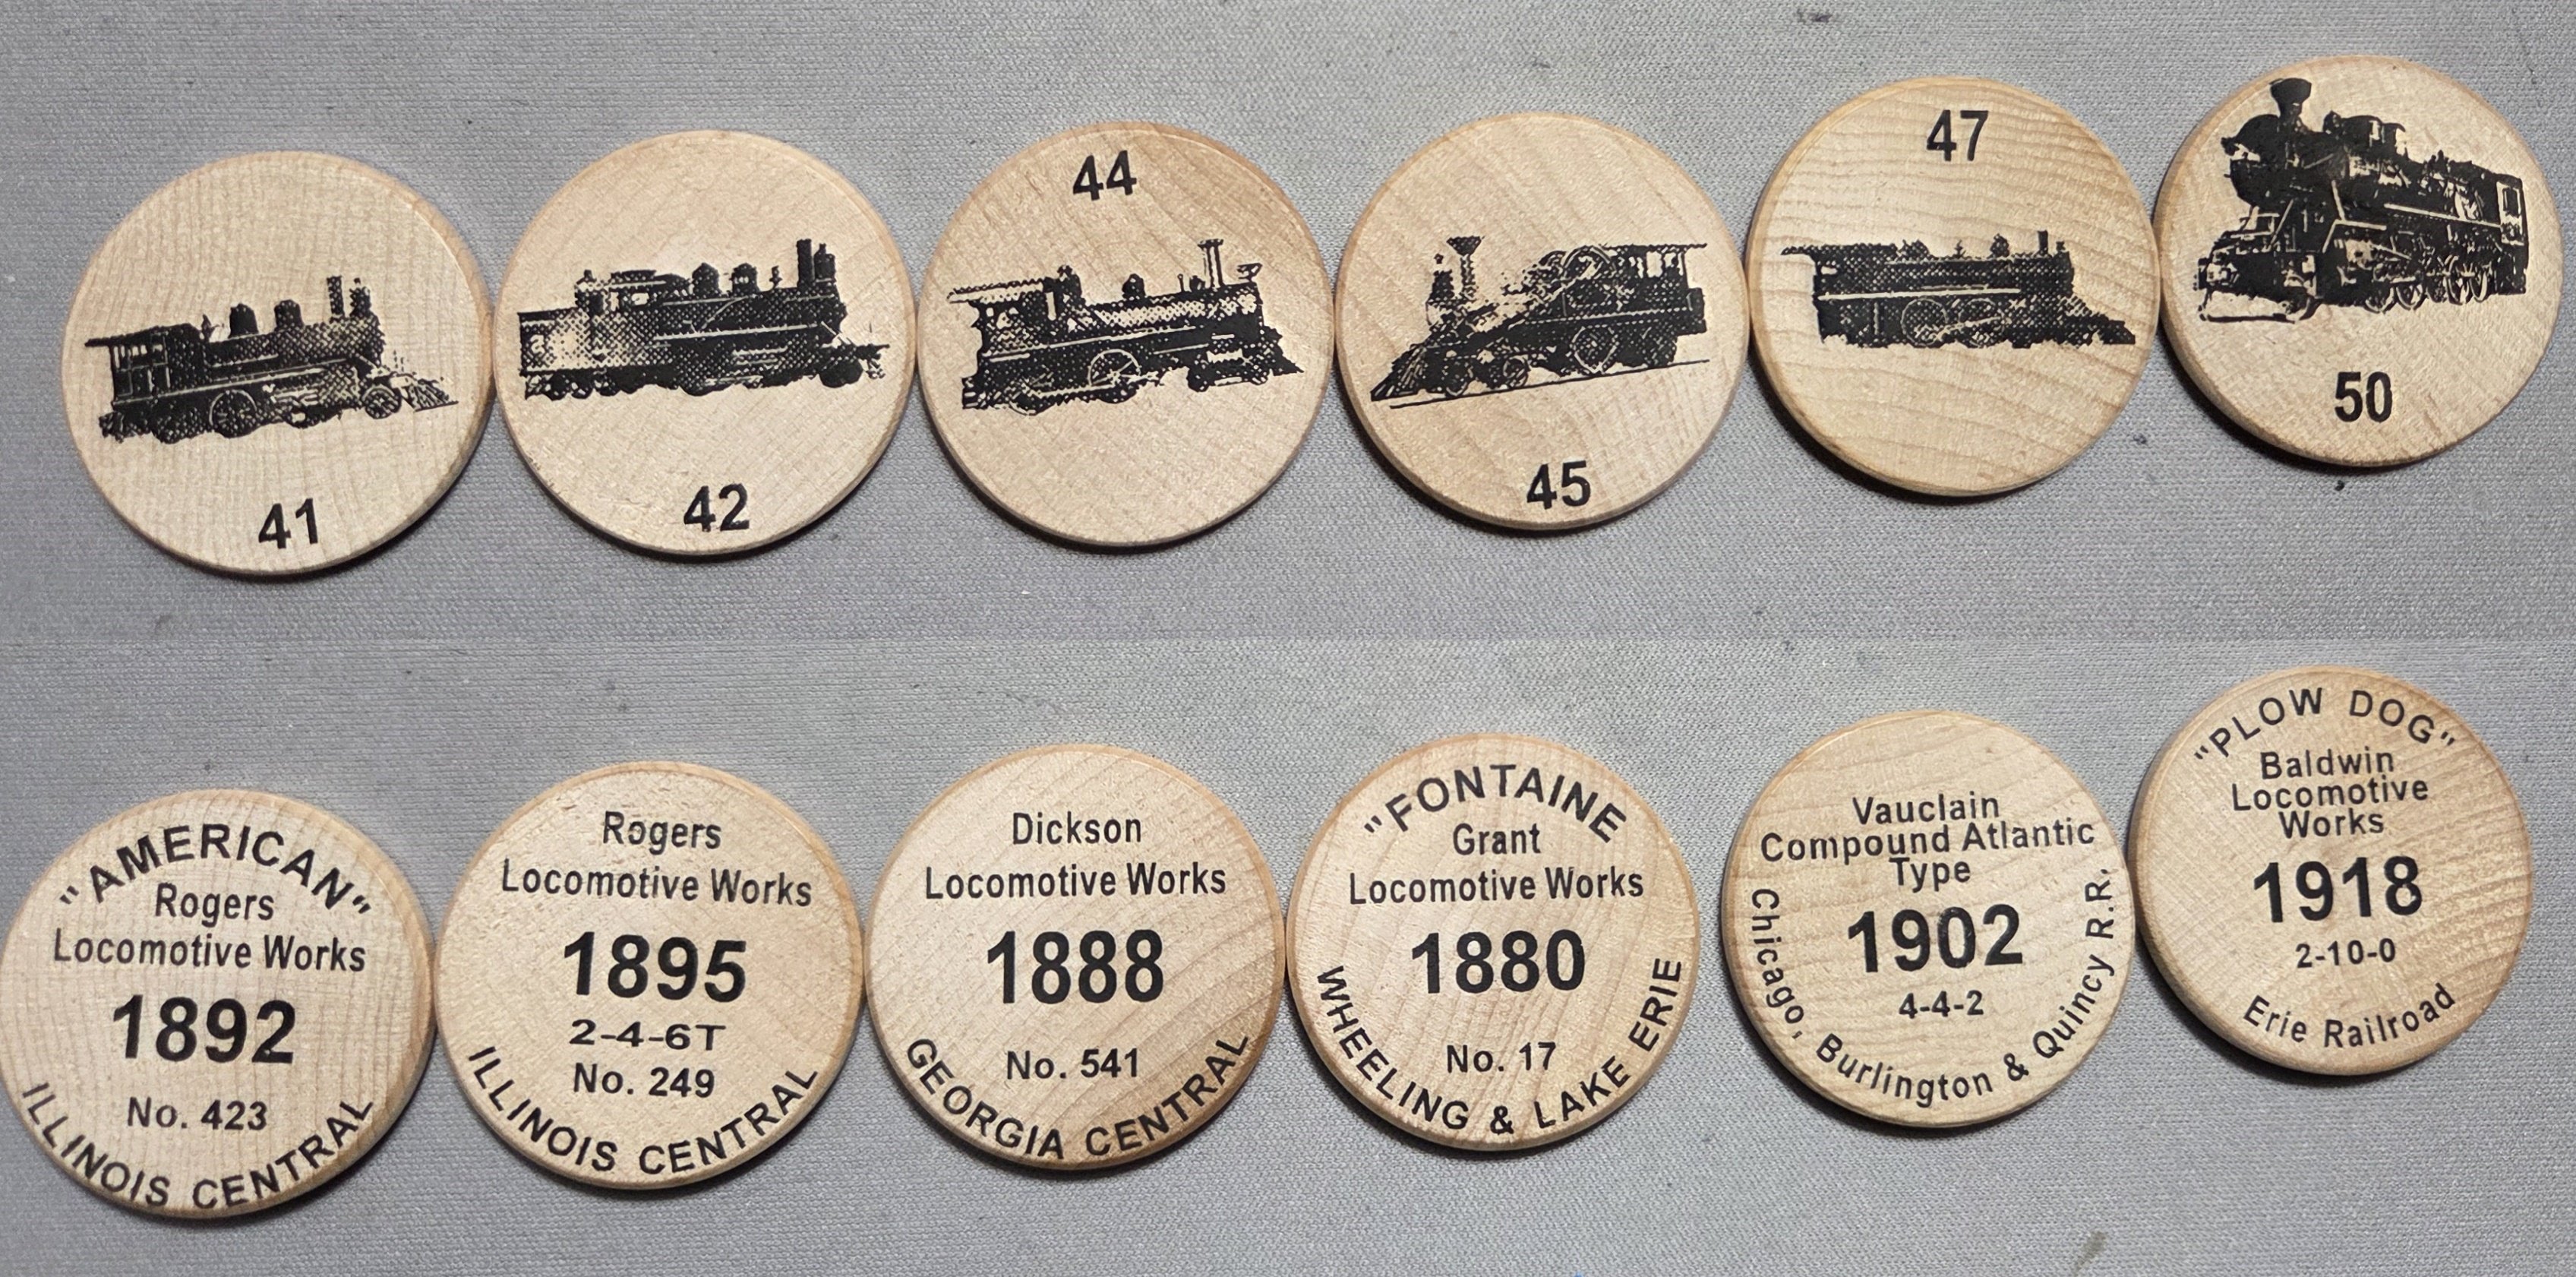 41
42
44
45
47
50
"AMERICAN"
Rogers
Locomotive Works
1892
No. 423
ILLINOIS CENTRAL
Rogers
Locomotive Works
1895
2-4-6T
No. 249
ILLINOIS CENTRAL
Dickson
Locomotive Works
1888
No. 541
GEORGIA CENTRAL
"FONTAINE
Grant
Locomotive Works
1880
No. 17
WHEELING & LAKE ERIE
Vauclain
Compound Atlantic
Type
1902
4-4-2
Chicago, Burlington & Quincy R.R.
"PLOW DOG"
Baldwin
Locomotive
Works
1918
2-10-0
Erie Railroad